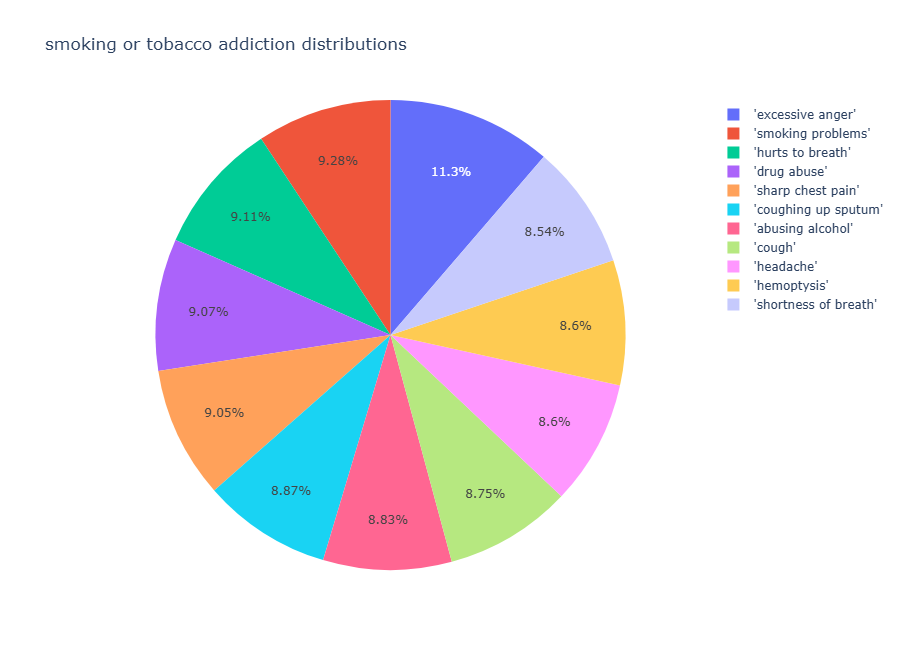 smoking or tobacco addiction distributions
11.3%
9.28%
9.11%
9.07%
9.05%
8.87%
8.83%
8.75%
8.6%
8.6%
8.54%
'excessive anger'
'smoking problems'
'hurts to breath'
'drug abuse'
'sharp chest pain'
'coughing up sputum'
'abusing alcohol'
'cough'
'headache'
'hemoptysis'
'shortness of breath'